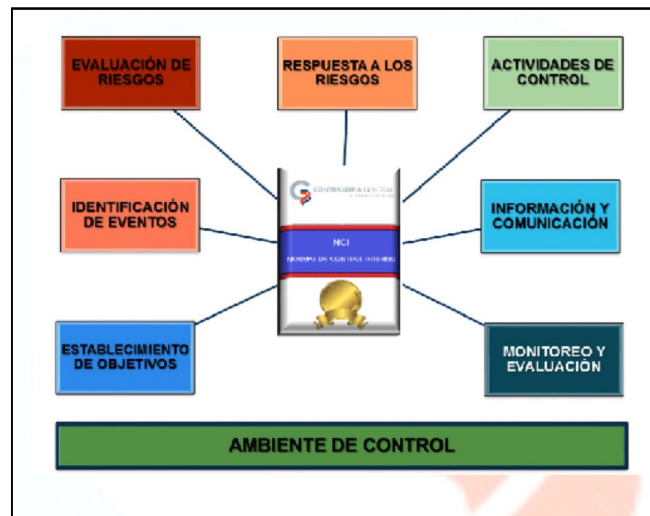 EVALUACIÓN DE
RIESGOS
RESPUESTA A LOS
RIESGOS
ACTIVIDADES DE
CONTROL
IDENTIFICACIÓN
DE EVENTOS
CONTRALORÍA GENERAL
NCI
NORMAS DE CONTROL INTERNO
INFORMACIÓN Y
COMUNICACIÓN
ESTABLECIMIENTO
DE OBJETIVOS
MONITOREO Y
EVALUACIÓN
AMBIENTE DE CONTROL